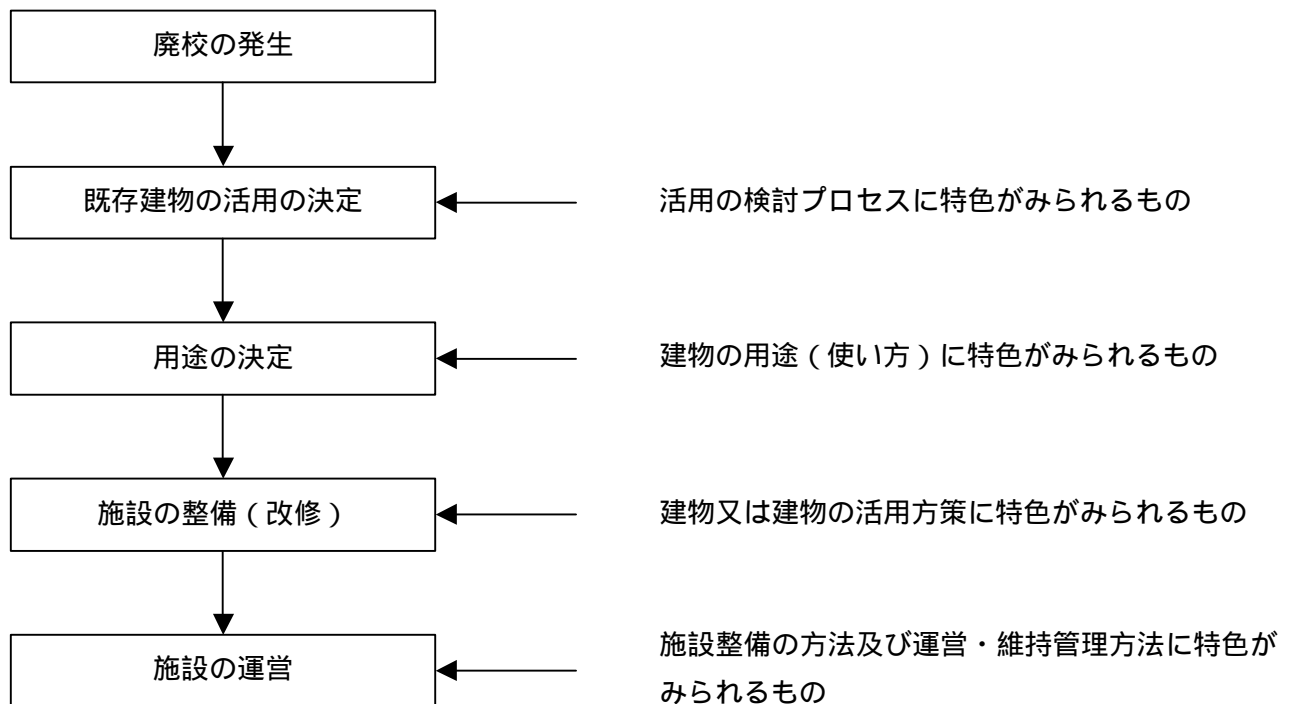 廃校の発生
既存建物の活用の決定
活用の検討プロセスに特色がみられるもの
用途の決定
建物の用途（使い方）に特色がみられるもの
施設の整備（改修）
建物又は建物の活用方策に特色がみられるもの
施設の運営
施設整備の方法及び運営・維持管理方法に特色が
みられるもの